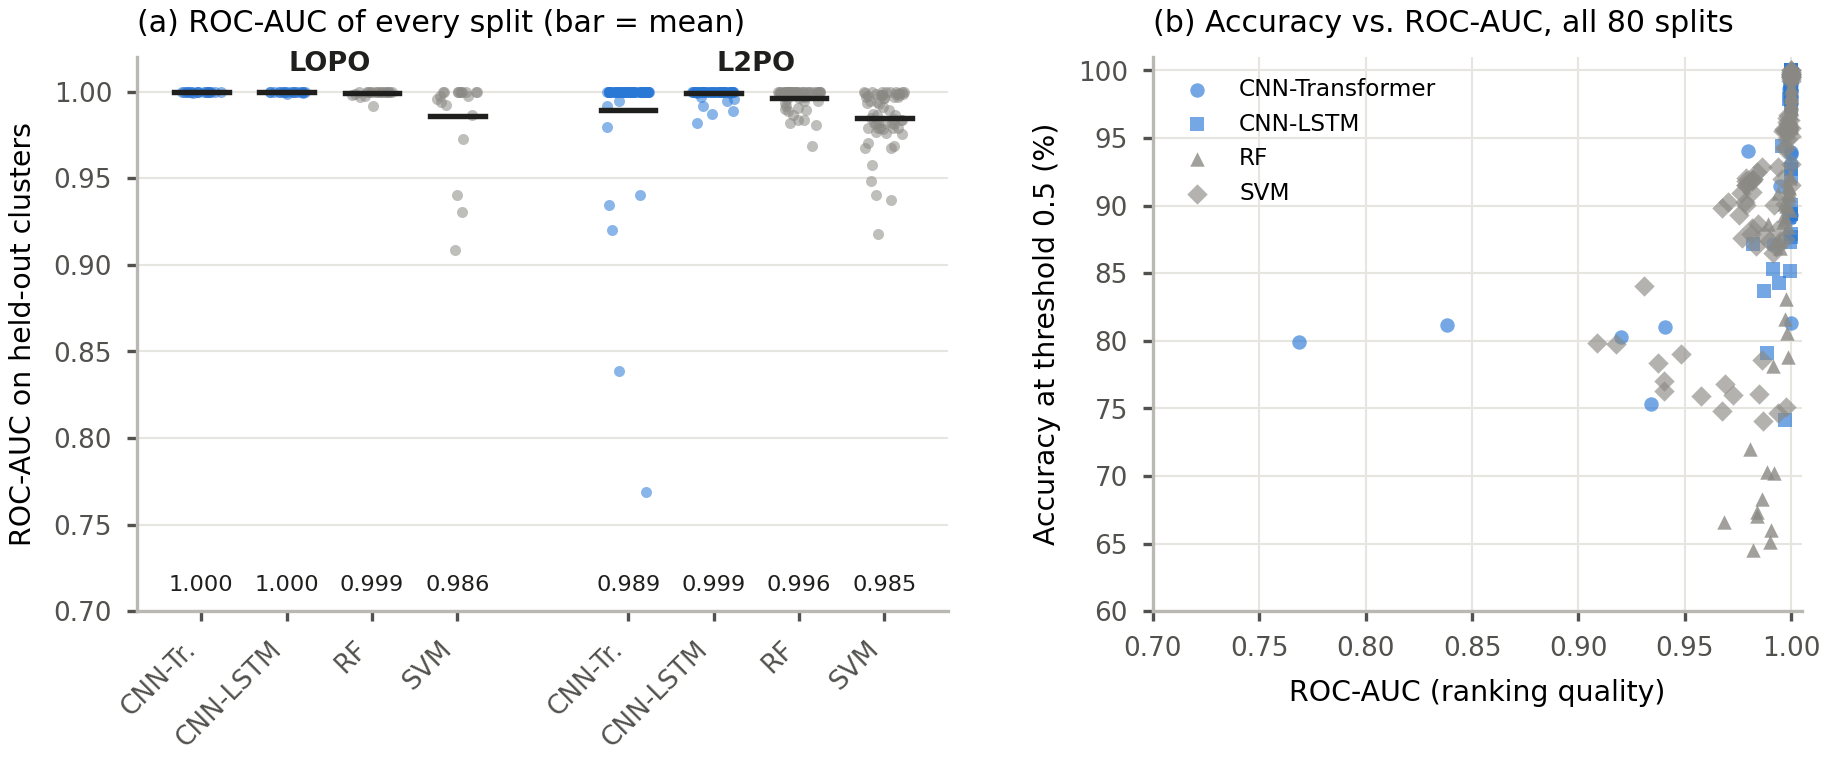 (a) ROC-AUC of every split (bar = mean)
LOPO
L2PO
ROC-AUC on held-out clusters
1.00
0.95
0.90
0.85
0.80
0.75
0.70
1.000
1.000
0.999
0.986
0.989
0.999
0.996
0.985
CNN-Tr.
CNN-LSTM
RF
SVM
CNN-Tr.
CNN-LSTM
RF
SVM
(b) Accuracy vs. ROC-AUC, all 80 splits
CNN-Transformer
CNN-LSTM
RF
SVM
Accuracy at threshold 0.5 (%)
100
95
90
85
80
75
70
65
60
0.70
0.75
0.80
0.85
0.90
0.95
1.00
ROC-AUC (ranking quality)